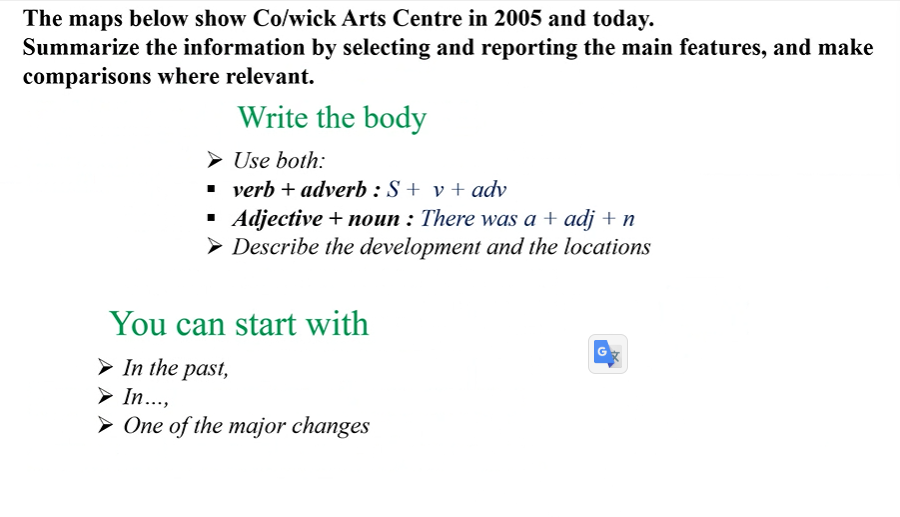 The maps below show Co/wick Arts Centre in 2005 and today.
Summarize the information by selecting and reporting the main features, and make
comparisons where relevant.
Write the body
➢ Use both:
▪ verb + adverb : S + v + adv
▪ Adjective + noun : There was a + adj + n
➢ Describe the development and the locations
You can start with
G 文
➢ In the past,
➢ In…,
➢ One of the major changes